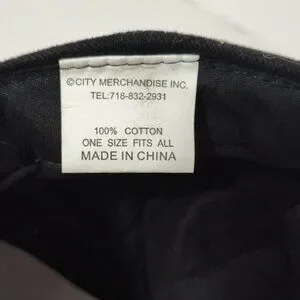 ©CITY MERCHANDISE INC.
TEL:718-832-2931
100% COTTON
ONE SIZE FITS ALL
MADE IN CHINA